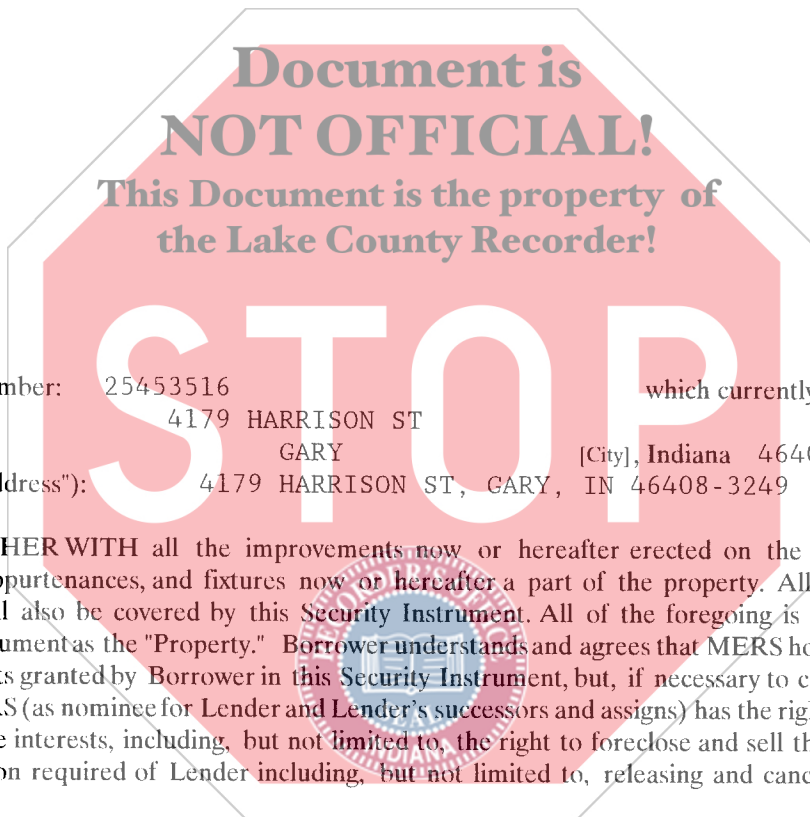 Document is
NOT OFFICIAL!
This Document is the property of
the Lake County Recorder!
STOP
mber: 25453516 which currently
4179 HARRISON ST
GARY [City], Indiana 4640
ddress"): 4179 HARRISON ST, GARY, IN 46408-3249
HER WITH all the improvements now or hereafter erected on the
ppurtenances, and fixtures now or hereafter a part of the property. All
l also be covered by this Security Instrument. All of the foregoing is
ument as the "Property." Borrower understands and agrees that MERS ho
ts granted by Borrower in this Security Instrument, but, if necessary to c
S (as nominee for Lender and Lender's successors and assigns) has the righ
e interests, including, but not limited to, the right to foreclose and sell th
on required of Lender including, but not limited to, releasing and canc
INDIANA